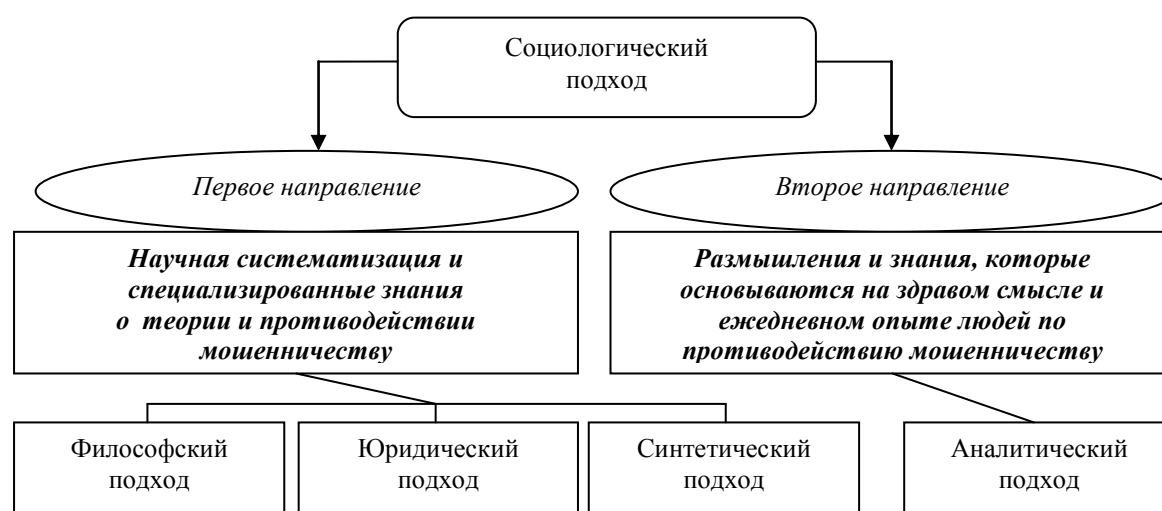 Социологический
подход
Первое направление
Второе направление
Научная систематизация и
специализированные знания
о теории и противодействии
мошенничеству
Размышления и знания, которые
основываются на здравом смысле и
ежедневном опыте людей по
противодействию мошенничеству
Философский
подход
Юридический
подход
Синтетический
подход
Аналитический
подход